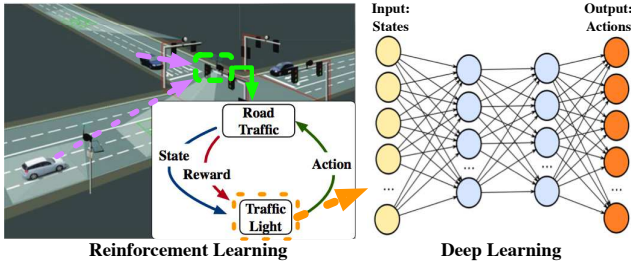 Input:
States
Output:
Actions
Road
Traffic
State
Reward
Action
Traffic
Light
...
...
...
...
Reinforcement Learning
Deep Learning